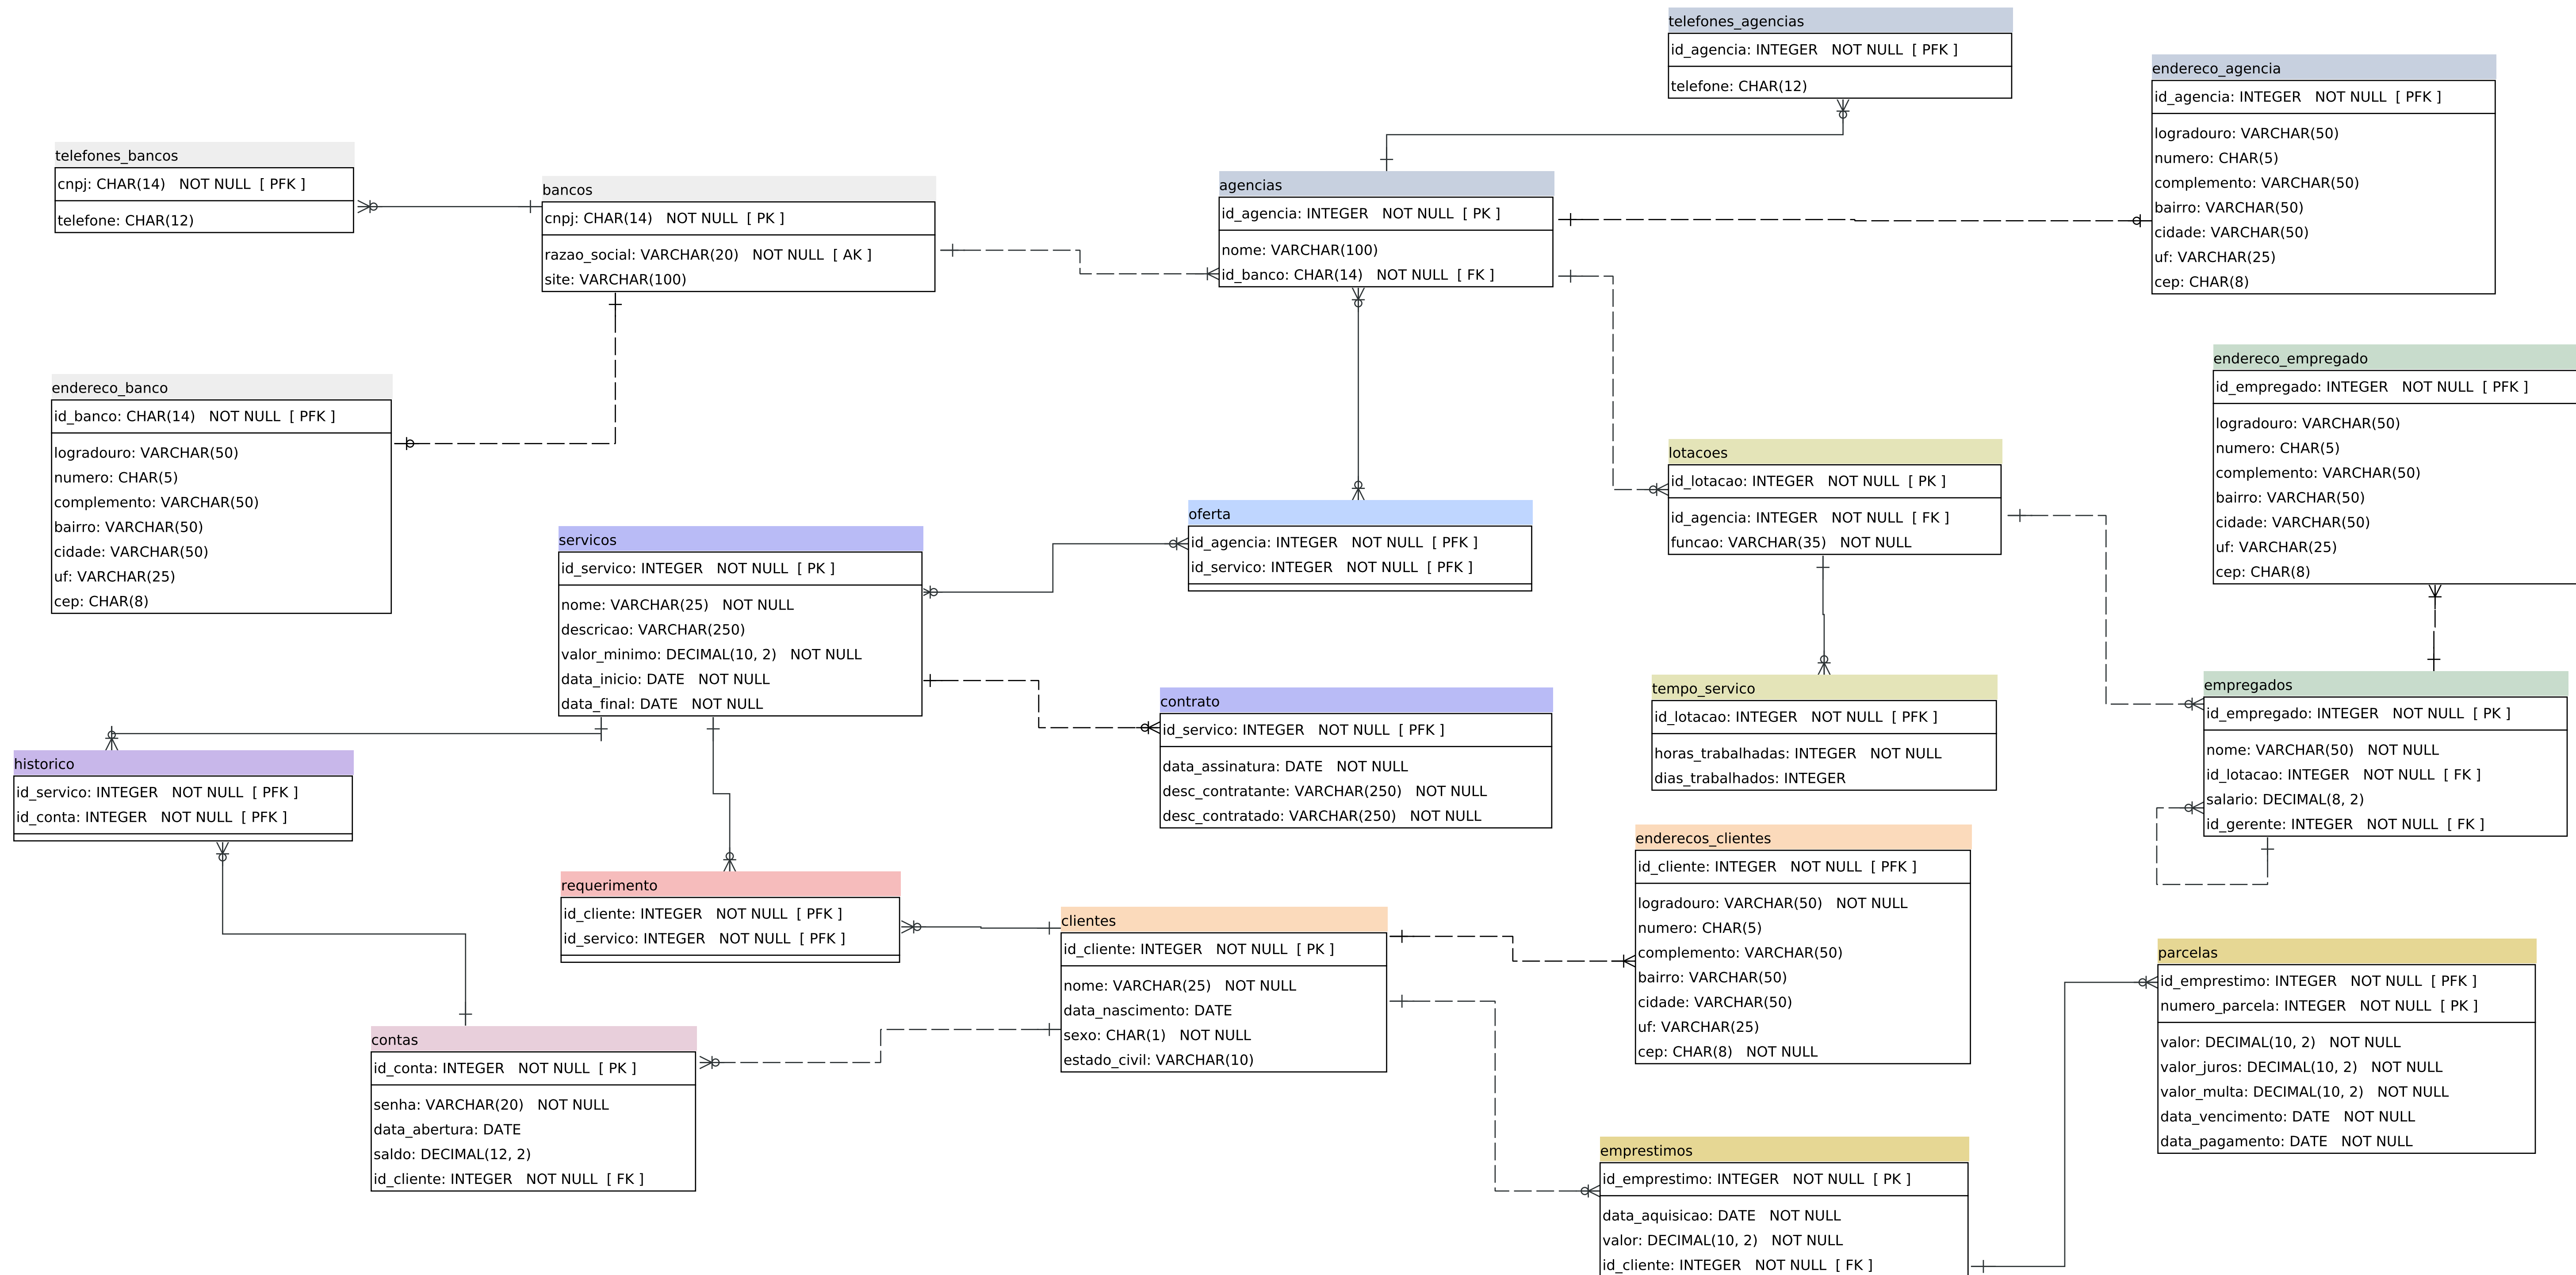 telefones_agencias
id_agencia: INTEGER NOT NULL [ PFK ]
telefone: CHAR(12)
endereco_agencia
id_agencia: INTEGER NOT NULL [ PFK ]
logradouro: VARCHAR(50)
numero: CHAR(5)
complemento: VARCHAR(50)
bairro: VARCHAR(50)
cidade: VARCHAR(50)
uf: VARCHAR(25)
cep: CHAR(8)
telefones_bancos
cnpj: CHAR(14) NOT NULL [ PFK ]
telefone: CHAR(12)
bancos
cnpj: CHAR(14) NOT NULL [ PK ]
razao_social: VARCHAR(20) NOT NULL [ AK ]
site: VARCHAR(100)
agencias
id_agencia: INTEGER NOT NULL [ PK ]
nome: VARCHAR(100)
id_banco: CHAR(14) NOT NULL [ FK ]
endereco_banco
id_banco: CHAR(14) NOT NULL [ PFK ]
logradouro: VARCHAR(50)
numero: CHAR(5)
complemento: VARCHAR(50)
bairro: VARCHAR(50)
cidade: VARCHAR(50)
uf: VARCHAR(25)
cep: CHAR(8)
endereco_empregado
id_empregado: INTEGER NOT NULL [ PFK ]
logradouro: VARCHAR(50)
numero: CHAR(5)
complemento: VARCHAR(50)
bairro: VARCHAR(50)
cidade: VARCHAR(50)
uf: VARCHAR(25)
cep: CHAR(8)
lotacoes
id_lotacao: INTEGER NOT NULL [ PK ]
id_agencia: INTEGER NOT NULL [ FK ]
funcao: VARCHAR(35) NOT NULL
oferta
id_agencia: INTEGER NOT NULL [ PFK ]
id_servico: INTEGER NOT NULL [ PFK ]
servicos
id_servico: INTEGER NOT NULL [ PK ]
nome: VARCHAR(25) NOT NULL
descricao: VARCHAR(250)
valor_minimo: DECIMAL(10, 2) NOT NULL
data_inicio: DATE NOT NULL
data_final: DATE NOT NULL
contrato
id_servico: INTEGER NOT NULL [ PFK ]
data_assinatura: DATE NOT NULL
desc_contratante: VARCHAR(250) NOT NULL
desc_contratado: VARCHAR(250) NOT NULL
tempo_servico
id_lotacao: INTEGER NOT NULL [ PFK ]
horas_trabalhadas: INTEGER NOT NULL
dias_trabalhados: INTEGER
empregados
id_empregado: INTEGER NOT NULL [ PK ]
nome: VARCHAR(50) NOT NULL
id_lotacao: INTEGER NOT NULL [ FK ]
salario: DECIMAL(8, 2)
id_gerente: INTEGER NOT NULL [ FK ]
historico
id_servico: INTEGER NOT NULL [ PFK ]
id_conta: INTEGER NOT NULL [ PFK ]
requerimento
id_cliente: INTEGER NOT NULL [ PFK ]
id_servico: INTEGER NOT NULL [ PFK ]
clientes
id_cliente: INTEGER NOT NULL [ PK ]
nome: VARCHAR(25) NOT NULL
data_nascimento: DATE
sexo: CHAR(1) NOT NULL
estado_civil: VARCHAR(10)
enderecos_clientes
id_cliente: INTEGER NOT NULL [ PFK ]
logradouro: VARCHAR(50) NOT NULL
numero: CHAR(5)
complemento: VARCHAR(50)
bairro: VARCHAR(50)
cidade: VARCHAR(50)
uf: VARCHAR(25)
cep: CHAR(8) NOT NULL
parcelas
id_emprestimo: INTEGER NOT NULL [ PFK ]
numero_parcela: INTEGER NOT NULL [ PK ]
valor: DECIMAL(10, 2) NOT NULL
valor_juros: DECIMAL(10, 2) NOT NULL
valor_multa: DECIMAL(10, 2) NOT NULL
data_vencimento: DATE NOT NULL
data_pagamento: DATE NOT NULL
contas
id_conta: INTEGER NOT NULL [ PK ]
senha: VARCHAR(20) NOT NULL
data_abertura: DATE
saldo: DECIMAL(12, 2)
id_cliente: INTEGER NOT NULL [ FK ]
emprestimos
id_emprestimo: INTEGER NOT NULL [ PK ]
data_aquisicao: DATE NOT NULL
valor: DECIMAL(10, 2) NOT NULL
id_cliente: INTEGER NOT NULL [ FK ]